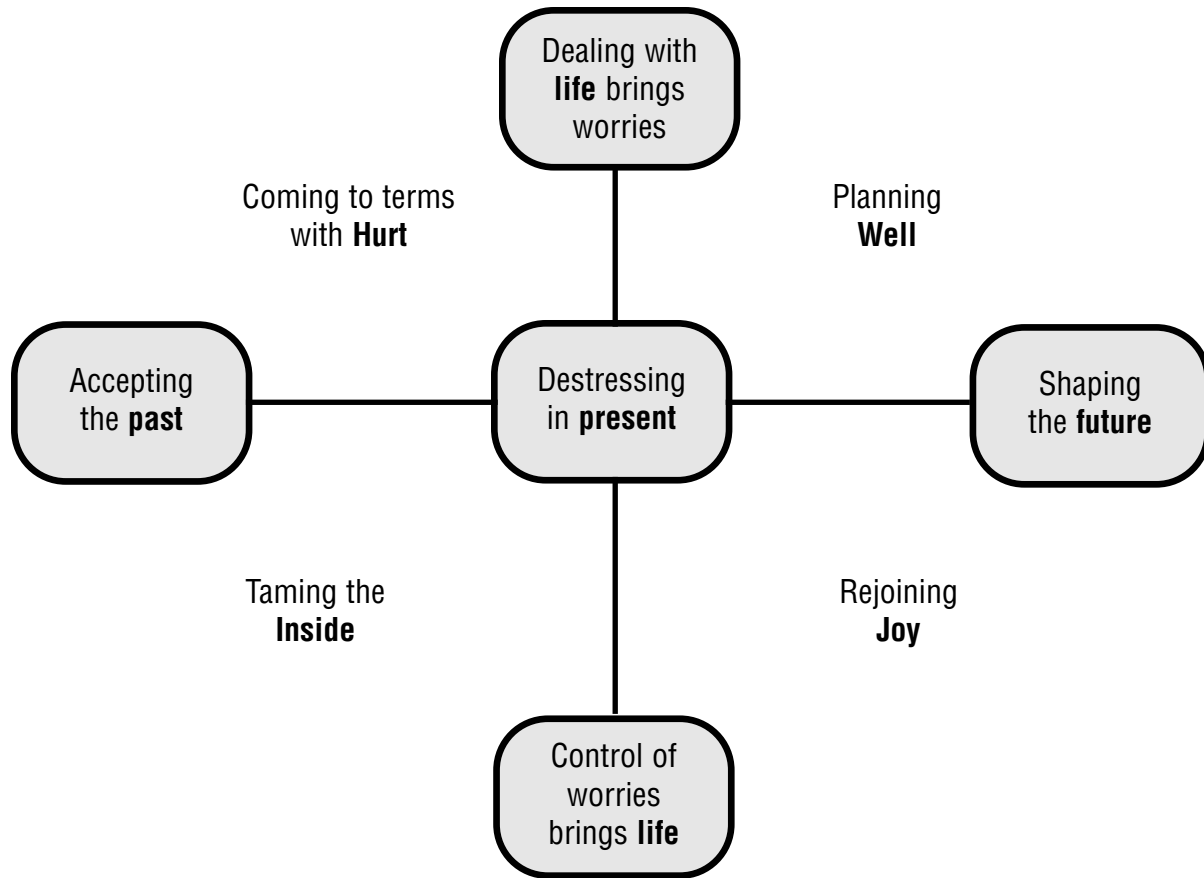 Dealing with
life brings
worries
Coming to terms
with Hurt
Planning
Well
Accepting
the past
Destressing
in present
Shaping
the future
Taming the
Inside
Rejoining
Joy
Control of
worries
brings life